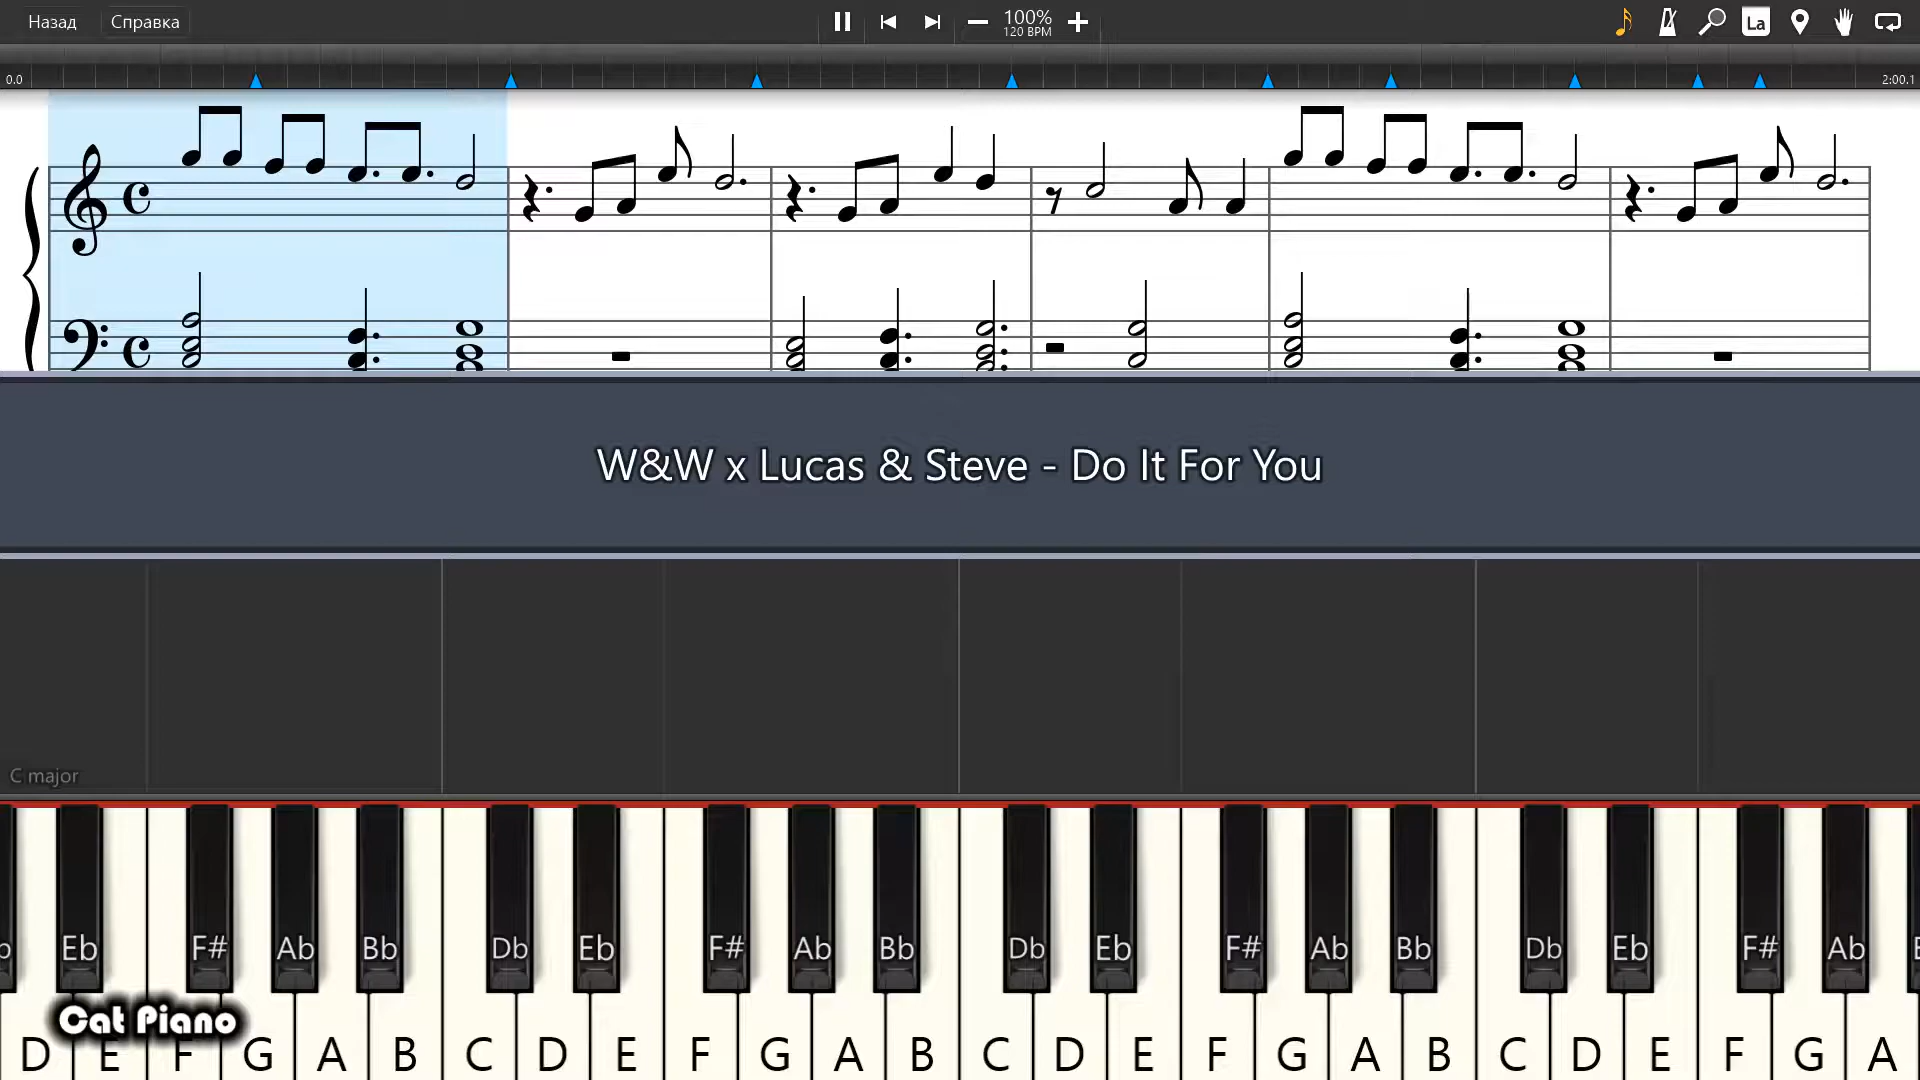 Назад Справка 100% La
120 BPM
0.0 2:00.1
W&W x Lucas & Steve - Do It For You
C major
Eb F# Ab Bb Db Eb F# Ab Bb Db Eb F# Ab Bb Db Eb F# Ab
Cat Piano
D E F G A B C D E F G A B C D E F G A B C D E F G A